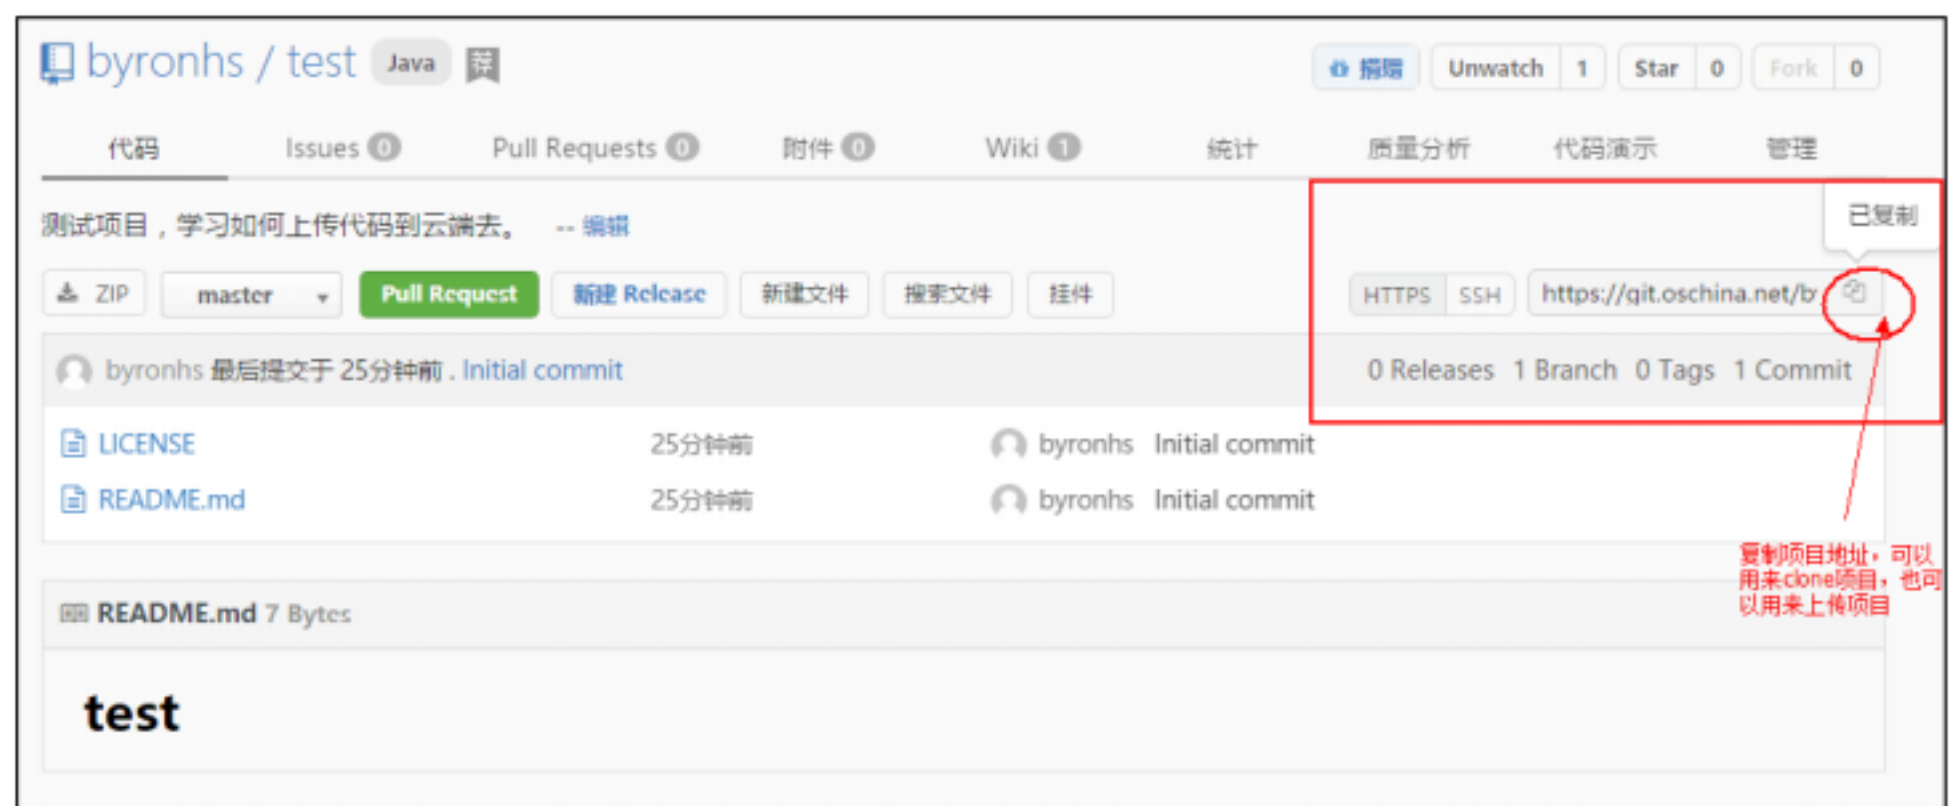 byronhs / test Java 荐 捐赠 Unwatch 1 Star 0 Fork 0
代码 Issues 0 Pull Requests 0 附件 0 Wiki 1 统计 质量分析 代码演示 管理
已复制
测试项目，学习如何上传代码到云端去。 -- 编辑
ZIP master Pull Request 新建 Release 新建文件 搜索文件 挂件 HTTPS SSH https://git.oschina.net/by
byronhs 最后提交于 25分钟前 . Initial commit 0 Releases 1 Branch 0 Tags 1 Commit
LICENSE 25分钟前 byronhs Initial commit
README.md 25分钟前 byronhs Initial commit
复制项目地址，可以
用来clone项目，也可
以用来上传项目
README.md 7 Bytes
test